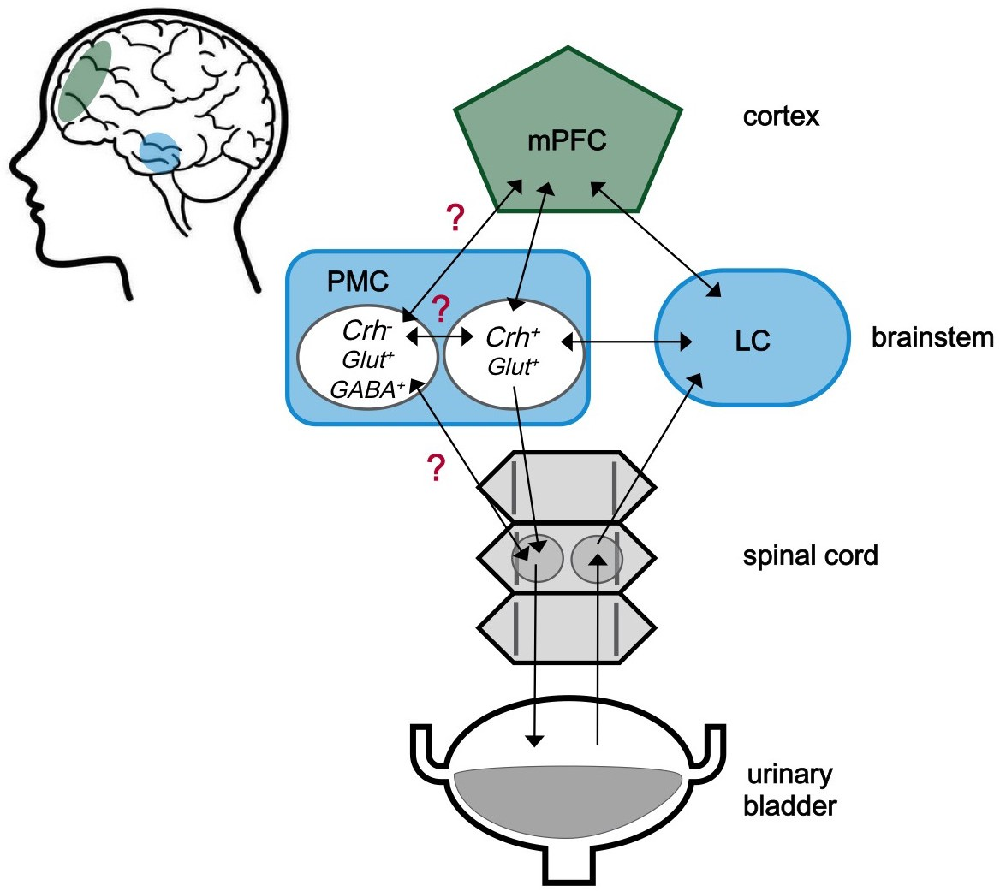 cortex
mPFC
?
PMC
?
Crh-
Glut+
GABA+
Crh+
Glut+
LC
brainstem
?
spinal cord
urinary
bladder